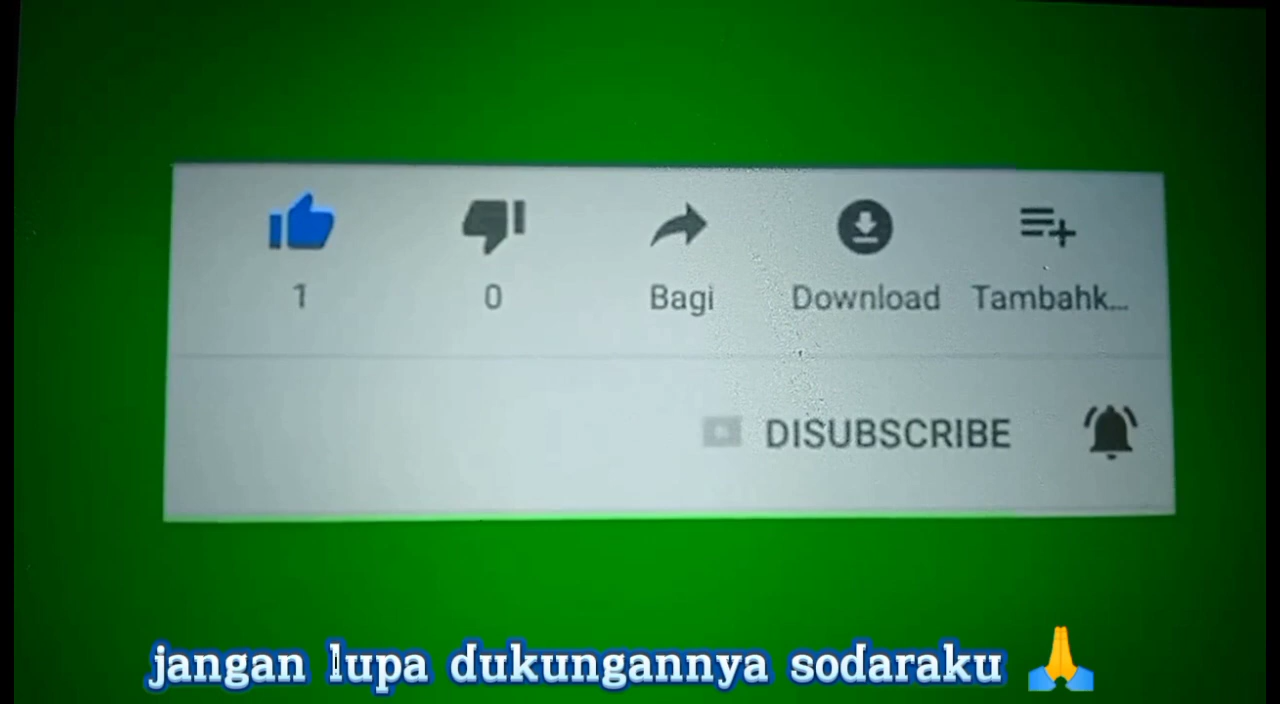 1 0 Bagi Download Tambahk...
DISUBSCRIBE
jangan lupa dukungannya sodaraku 🙏